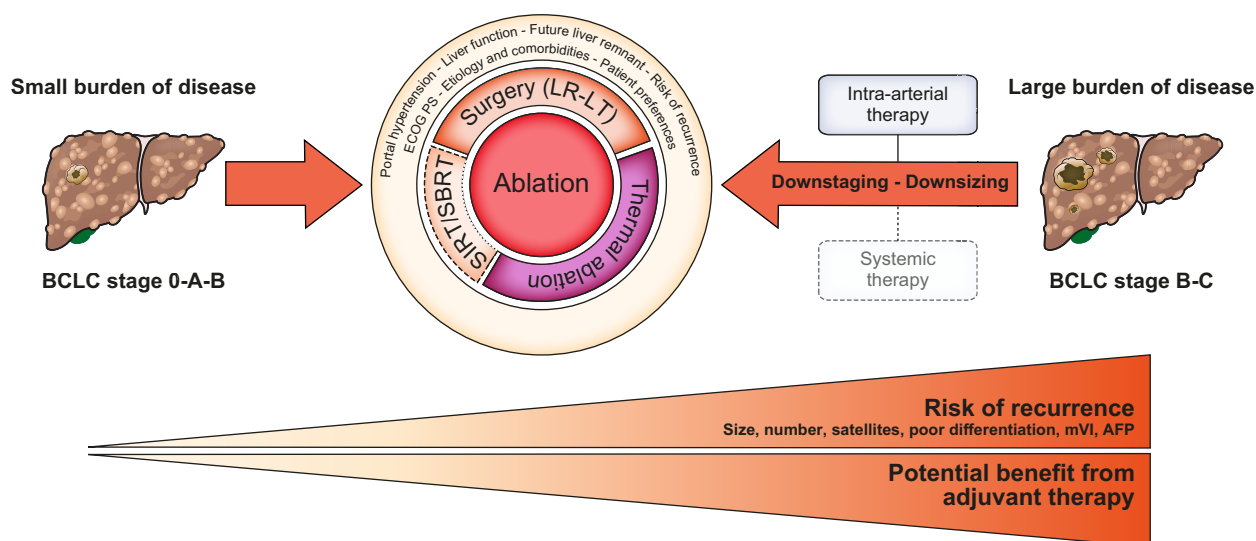 Small burden of disease
BCLC stage 0-A-B
Portal hypertension - Liver function - Future liver remnant - Risk of recurrence
ECOG PS - Etiology and comorbidities - Patient preferences
Surgery (LR-LT)
SIRT/SBRT
Ablation
Thermal ablation
Intra-arterial
therapy
Downstaging - Downsizing
Systemic
therapy
Large burden of disease
BCLC stage B-C
Risk of recurrence
Size, number, satellites, poor differentiation, mVI, AFP
Potential benefit from
adjuvant therapy